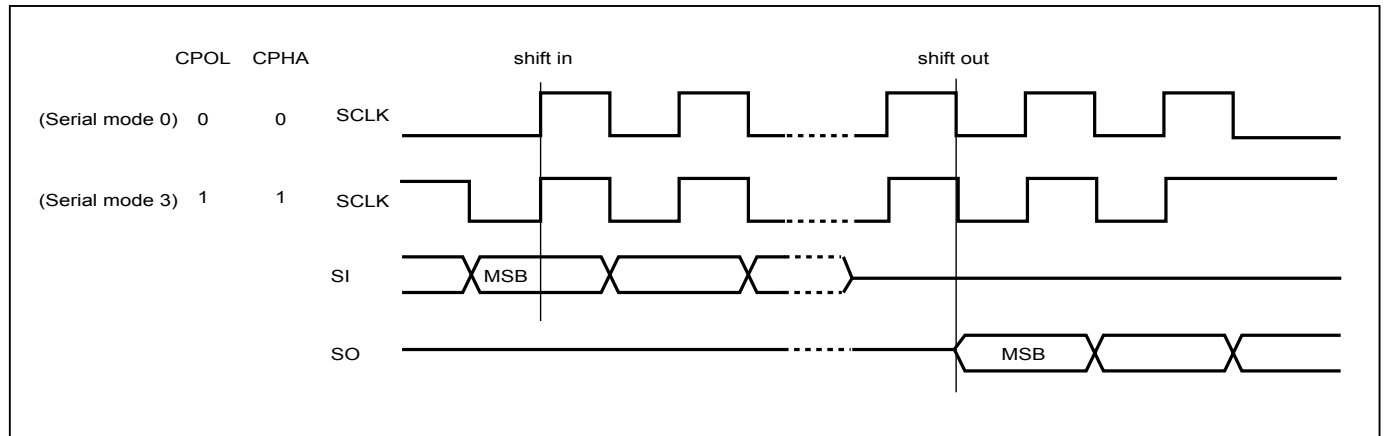 CPOL CPHA shift in shift out
(Serial mode 0) 0 0 SCLK
(Serial mode 3) 1 1 SCLK
SI MSB
SO MSB